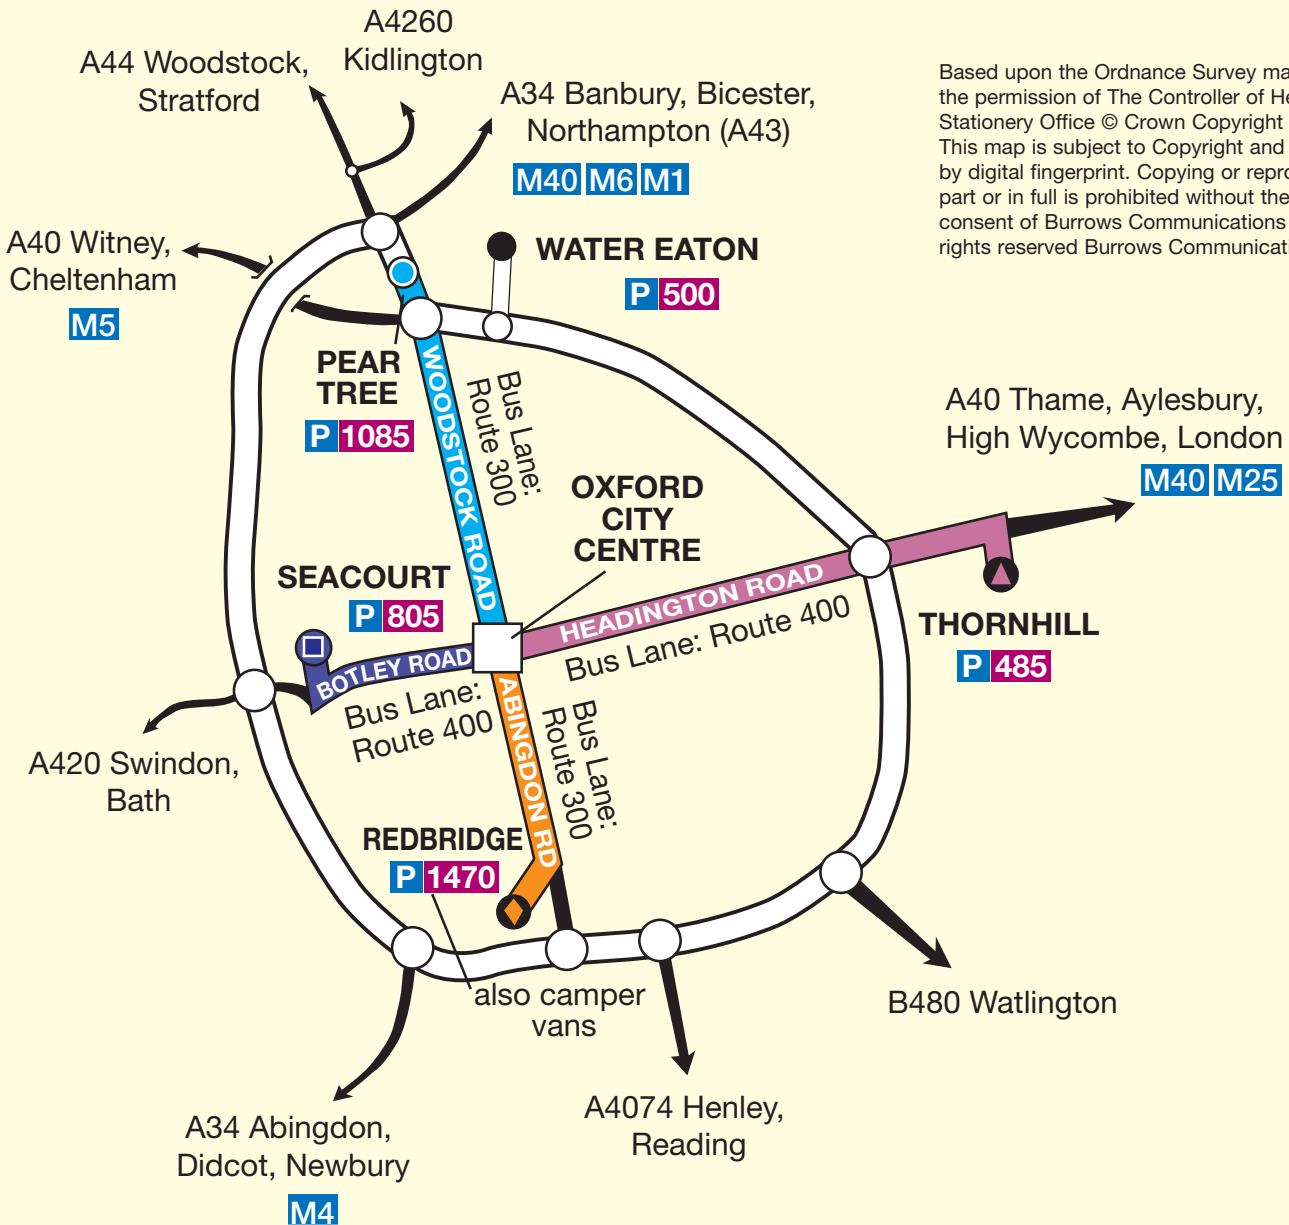 A4260
Kidlington
A44 Woodstock,
Stratford
A34 Banbury, Bicester,
Northampton (A43)
M40 M6 M1
Based upon the Ordnance Survey ma
the permission of The Controller of He
Stationery Office © Crown Copyright
This map is subject to Copyright and
by digital fingerprint. Copying or repro
part or in full is prohibited without the
consent of Burrows Communications
rights reserved Burrows Communicati
A40 Witney,
Cheltenham
M5
WATER EATON
P 500
PEAR
TREE
P 1085
WOODSTOCK ROAD
Bus Lane:
Route 300
A40 Thame, Aylesbury,
High Wycombe, London
M40 M25
OXFORD
CITY
CENTRE
SEACOURT
P 805
HEADINGTON ROAD
Bus Lane: Route 400
THORNHILL
P 485
BOTLEY ROAD
Bus Lane:
Route 400
ABINGDON RD
Bus Lane:
Route 300
A420 Swindon,
Bath
REDBRIDGE
P 1470
also camper
vans
B480 Watlington
A4074 Henley,
Reading
A34 Abingdon,
Didcot, Newbury
M4